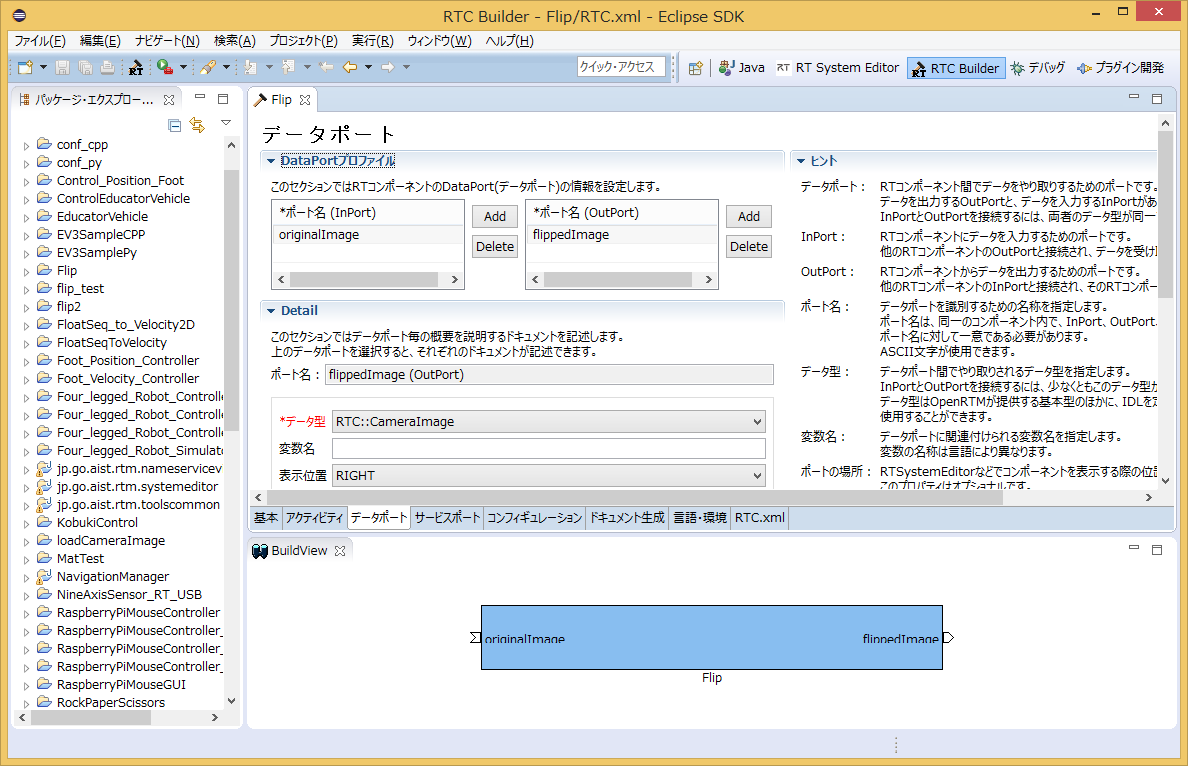 RTC Builder - Flip/RTC.xml - Eclipse SDK
ファイル(F) 編集(E) ナビゲート(N) 検索(A) プロジェクト(P) 実行(R) ウィンドウ(W) ヘルプ(H)
クイック・アクセス Java RT RT System Editor RTC Builder デバッグ プラグイン開発
パッケージ・エクスプロー...
conf_cpp
conf_py
Control_Position_Foot
ControlEducatorVehicle
EducatorVehicle
EV3SampleCPP
EV3SamplePy
Flip
flip_test
flip2
FloatSeq_to_Velocity2D
FloatSeqToVelocity
Foot_Position_Controller
Foot_Velocity_Controller
Four_legged_Robot_Controlle
Four_legged_Robot_Controlle
Four_legged_Robot_Controlle
Four_legged_Robot_Simulato
jp.go.aist.rtm.nameservicev
jp.go.aist.rtm.systemeditor
jp.go.aist.rtm.toolscommon
KobukiControl
loadCameraImage
MatTest
NavigationManager
NineAxisSensor_RT_USB
RaspberryPiMouseController
RaspberryPiMouseController_
RaspberryPiMouseController_
RaspberryPiMouseController_
RaspberryPiMouseGUI
RockPaperScissors
Flip
データポート
DataPortプロファイル
このセクションではRTコンポーネントのDataPort(データポート)の情報を設定します。
*ポート名 (InPort)
originalImage
Add
Delete
*ポート名 (OutPort)
flippedImage
Add
Delete
Detail
このセクションではデータポート毎の概要を説明するドキュメントを記述します。
上のデータポートを選択すると、それぞれのドキュメントが記述できます。
ポート名： flippedImage (OutPort)
*データ型 RTC::CameraImage
変数名
表示位置 RIGHT
ヒント
データポート： RTコンポーネント間でデータをやり取りするためのポートです。
データを出力するOutPortと、データを入力するInPortがあ
InPortとOutPortを接続するには、両者のデータ型が同一
InPort： RTコンポーネントにデータを入力するためのポートです。
他のRTコンポーネントのOutPortと接続され、データを受け
OutPort： RTコンポーネントからデータを出力するためのポートです。
他のRTコンポーネントのInPortと接続され、そのRTコンポー
ポート名： データポートを識別するための名称を指定します。
ポート名は、同一のコンポーネント内で、InPort、OutPort
ポート名に対して一意である必要があります。
ASCII文字が使用できます。
データ型： データポート間でやり取りされるデータ型を指定します。
InPortとOutPortを接続するには、少なくともこのデータ型が
データ型はOpenRTMが提供する基本型のほかに、IDLを定
使用することができます。
変数名： データポートに関連付けられる変数名を指定します。
変数の名称は言語により異なります。
ポートの場所： RTSystemEditorなどでコンポーネントを表示する際の位置
このプロパティはオプショナルです。
基本 アクティビティ データポート サービスポート コンフィギュレーション ドキュメント生成 言語・環境 RTC.xml
BuildView
originalImage flippedImage
Flip